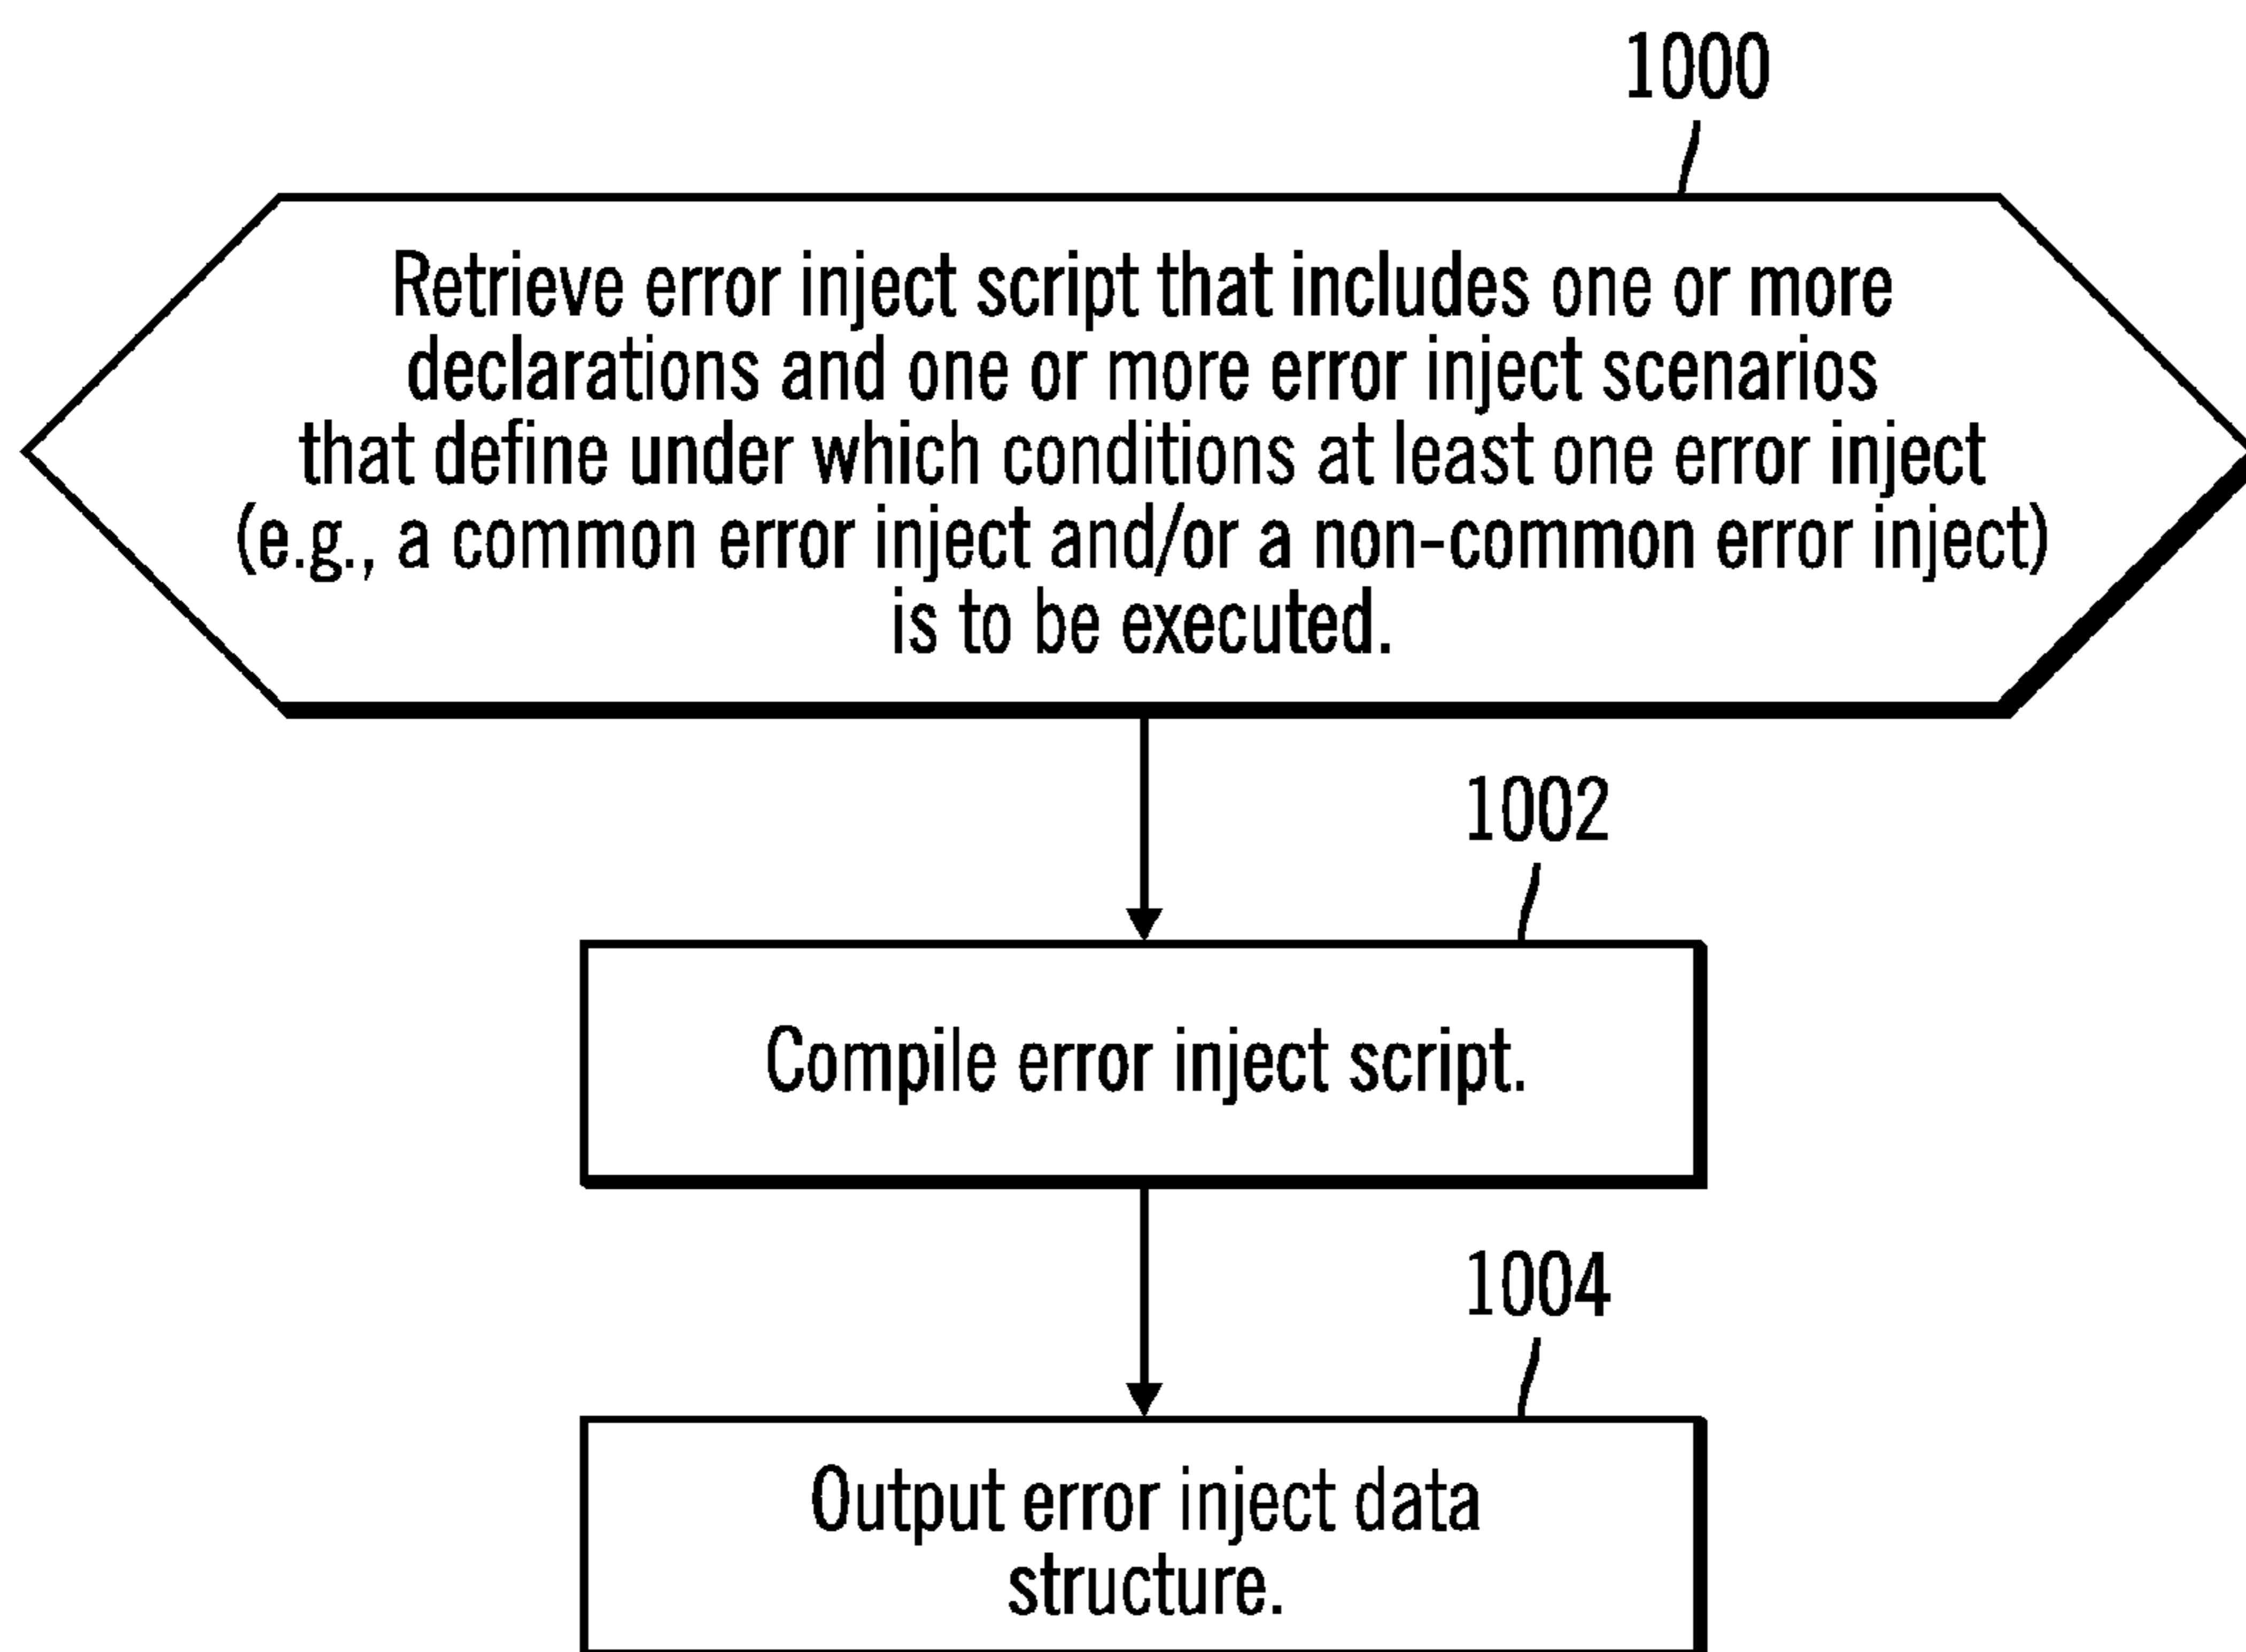 1000
Retrieve error inject script that includes one or more
declarations and one or more error inject scenarios
that define under which conditions at least one error inject
(e.g., a common error inject and/or a non-common error inject)
is to be executed.
1002
Compile error inject script.
1004
Output error inject data
structure.